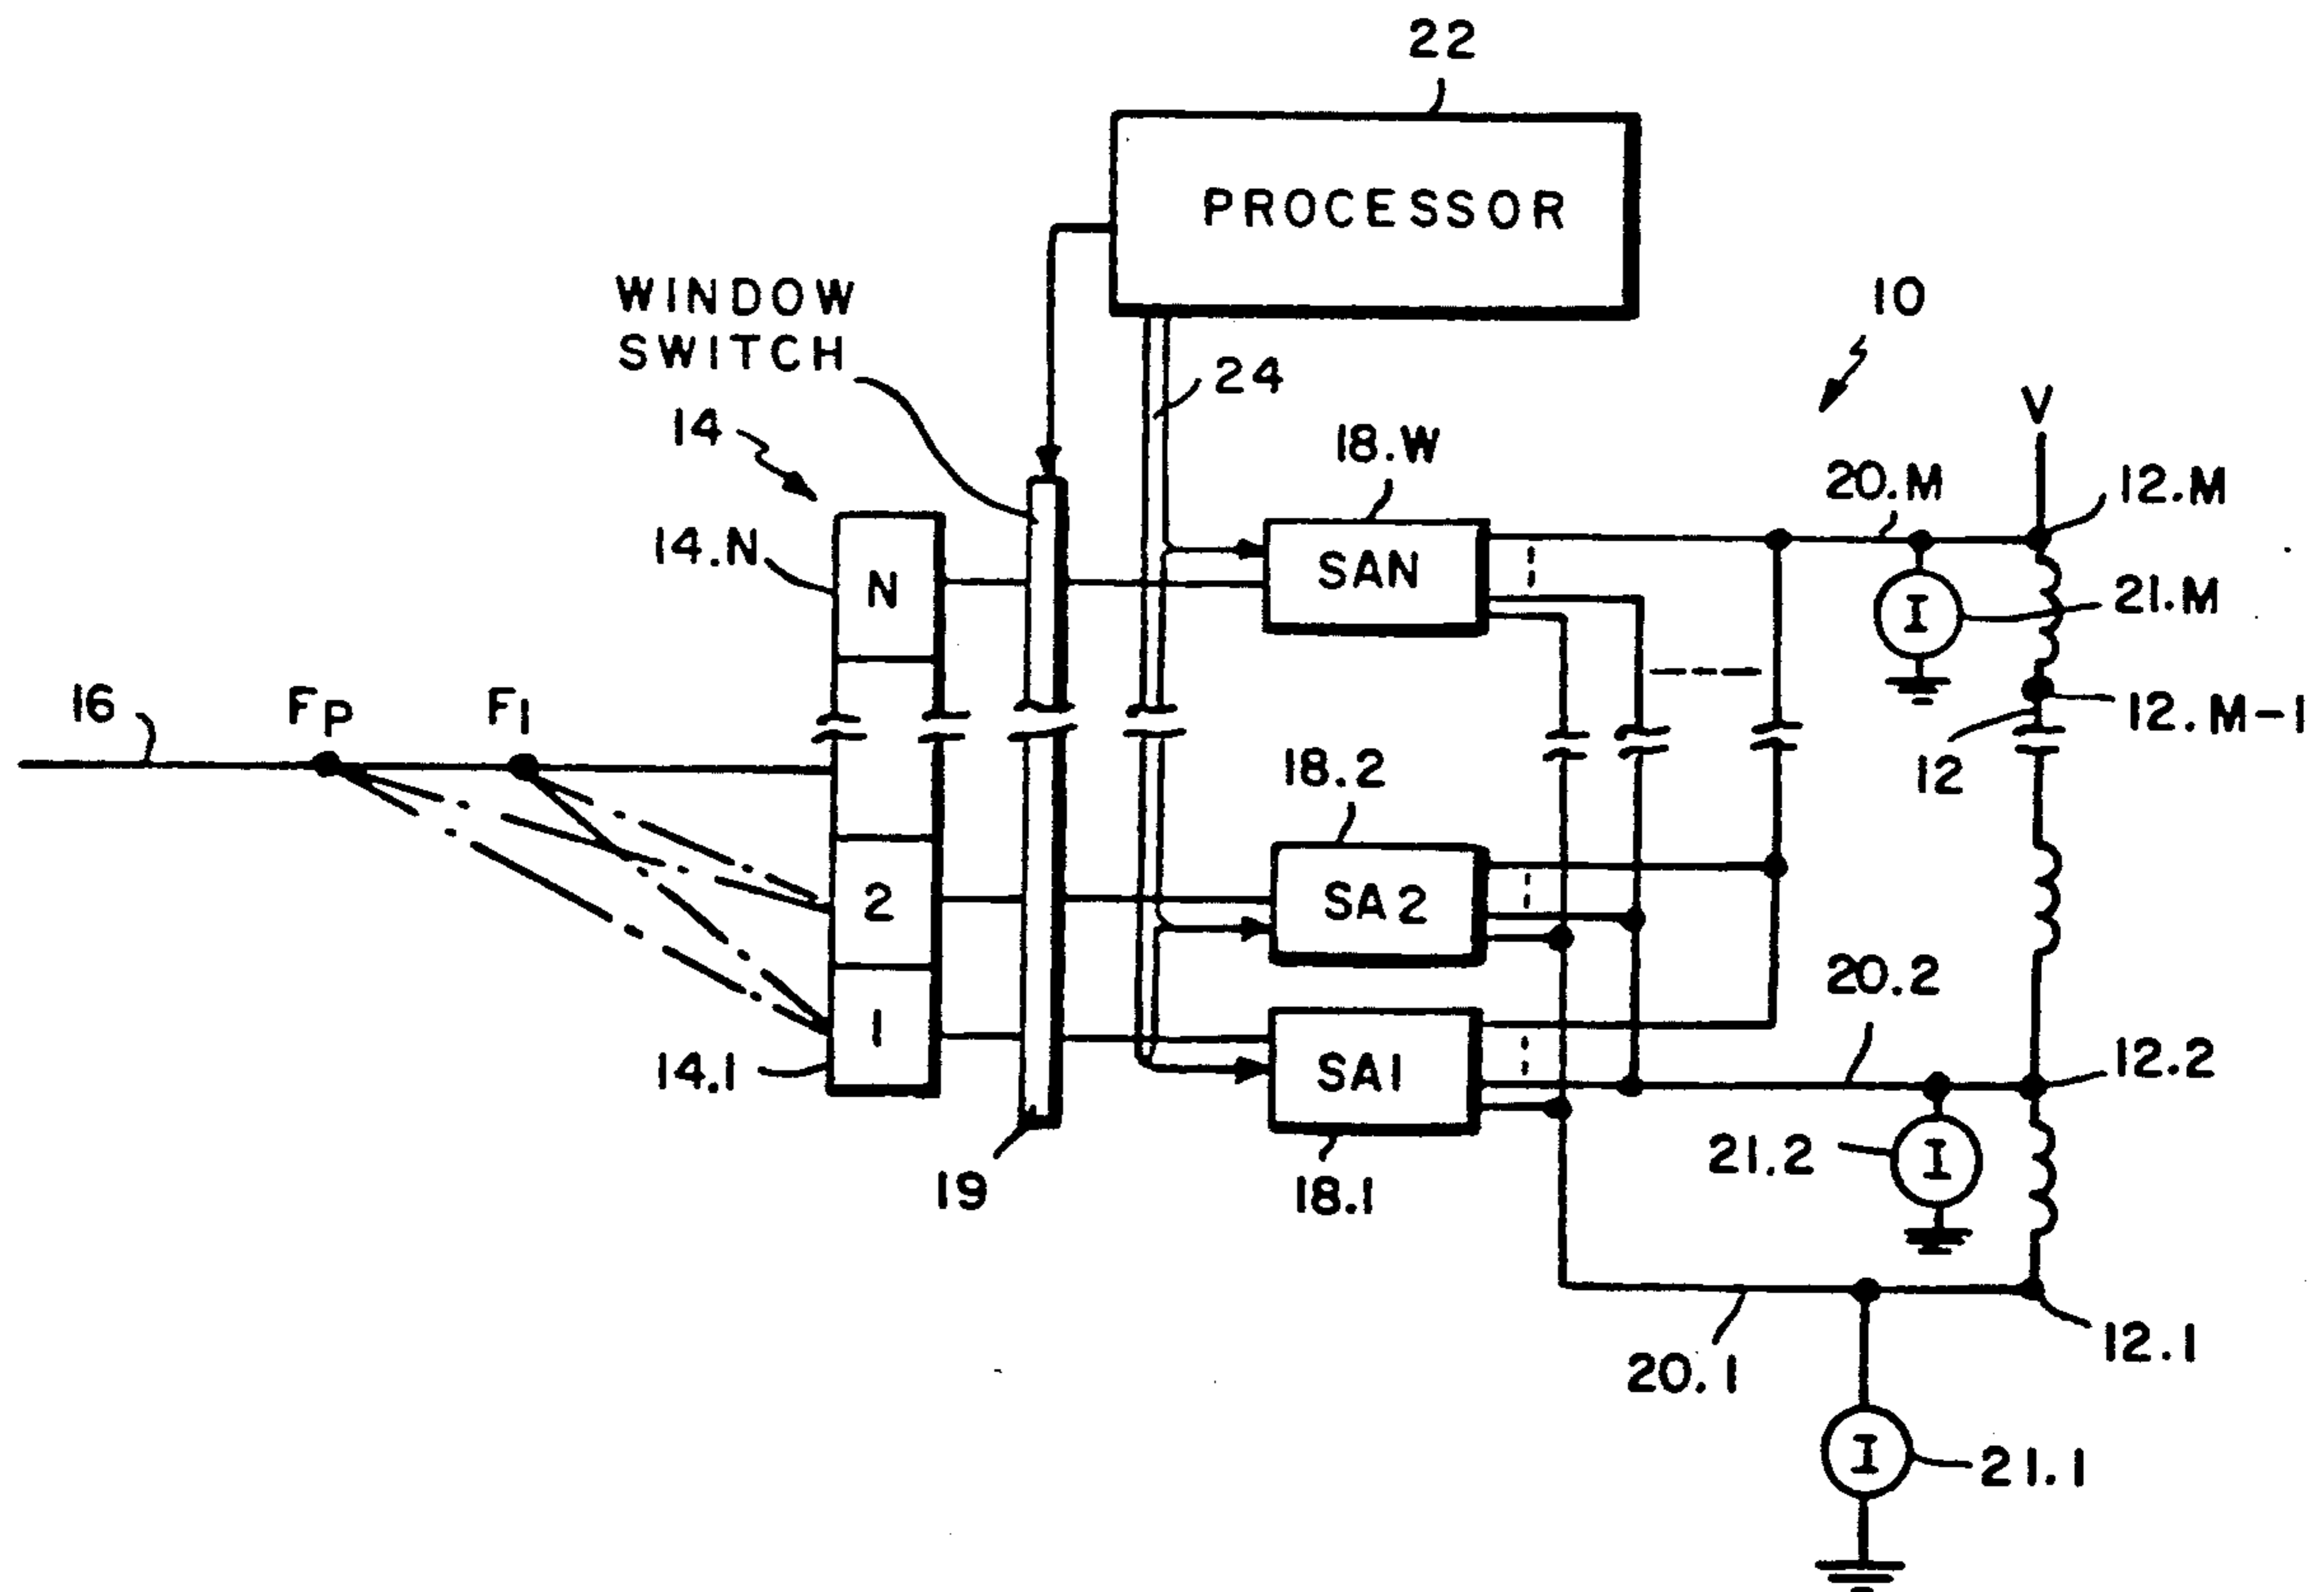 22
PROCESSOR
WINDOW
SWITCH
10
24
V
14
18.W
20.M
12.M
14.N
N
SAN
I
21.M
16
FP
F1
12.M-1
12
18.2
2
SA2
20.2
1
14.1
SA1
12.2
21.2
I
19
18.1
20.1
12.1
I
21.1